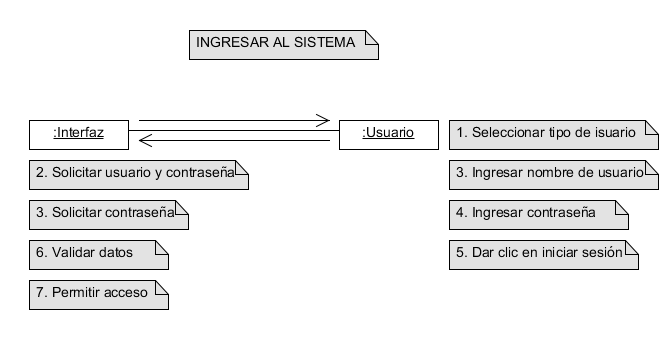 INGRESAR AL SISTEMA
:Interfaz
:Usuario
1. Seleccionar tipo de isuario
2. Solicitar usuario y contraseña
3. Ingresar nombre de usuario
3. Solicitar contraseña
4. Ingresar contraseña
6. Validar datos
5. Dar clic en iniciar sesión
7. Permitir acceso